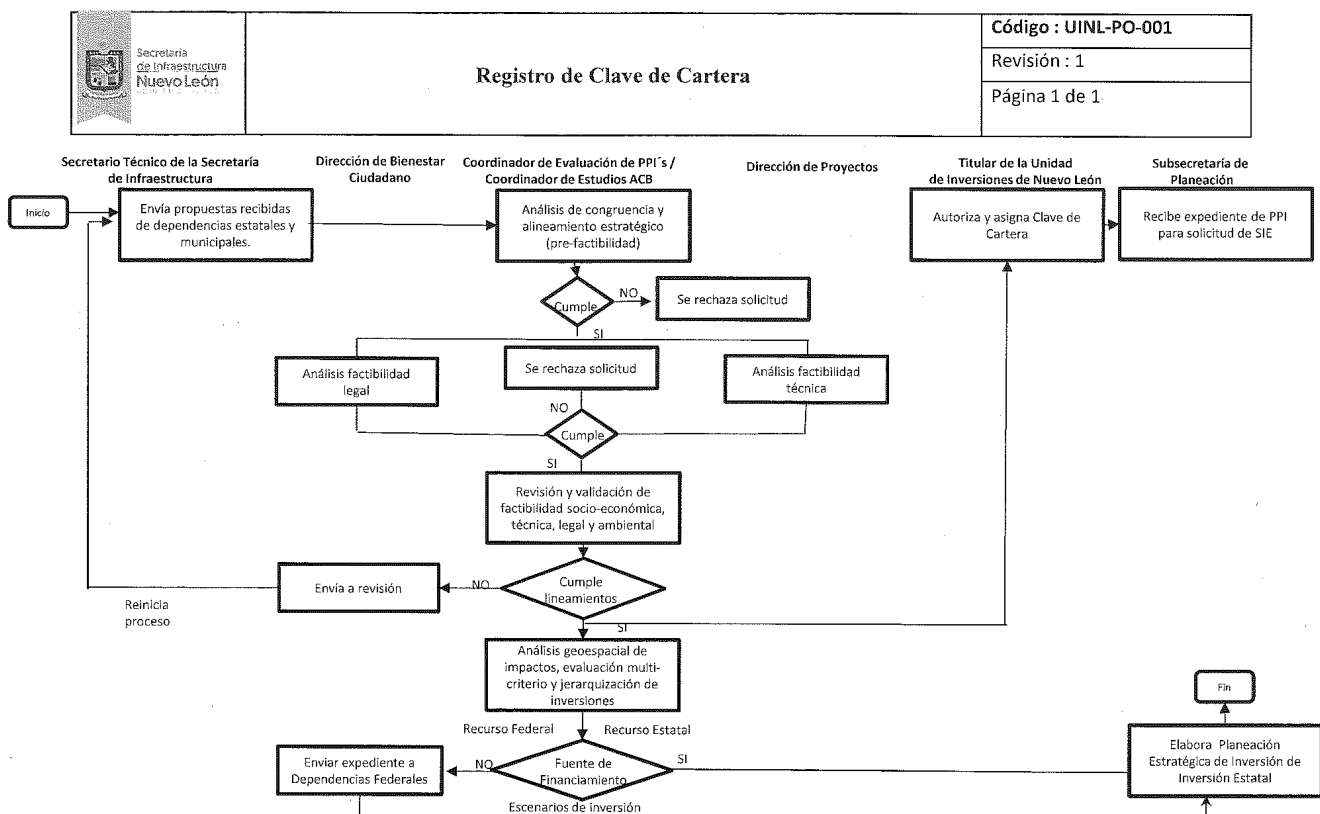 Secretaría
de Infraestructura
Nuevo León
Registro de Clave de Cartera
Código : UINL-PO-001
Revisión : 1
Página 1 de 1
Secretario Técnico de la Secretaría
de Infraestructura
Dirección de Bienestar
Ciudadano
Coordinador de Evaluación de PPI´s /
Coordinador de Estudios ACB
Dirección de Proyectos
Titular de la Unidad
de Inversiones de Nuevo León
Subsecretaría de
Planeación
Inicio
Envía propuestas recibidas
de dependencias estatales y
municipales.
Análisis de congruencia y
alineamiento estratégico
(pre-factibilidad)
Autoriza y asigna Clave de
Cartera
Recibe expediente de PPI
para solicitud de SIE
Cumple
NO
Se rechaza solicitud
SI
Análisis factibilidad
legal
Se rechaza solicitud
Análisis factibilidad
técnica
NO
Cumple
SI
Revisión y validación de
factibilidad socio-económica,
técnica, legal y ambiental
Envía a revisión
NO
Cumple
lineamientos
Reinicia
proceso
SI
Análisis geoespacial de
impactos, evaluación multi-
criterio y jerarquización de
inversiones
Fin
Recurso Federal
Recurso Estatal
Enviar expediente a
Dependencias Federales
NO
Fuente de
Financiamiento
SI
Elabora Planeación
Estratégica de Inversión de
Inversión Estatal
Escenarios de inversión